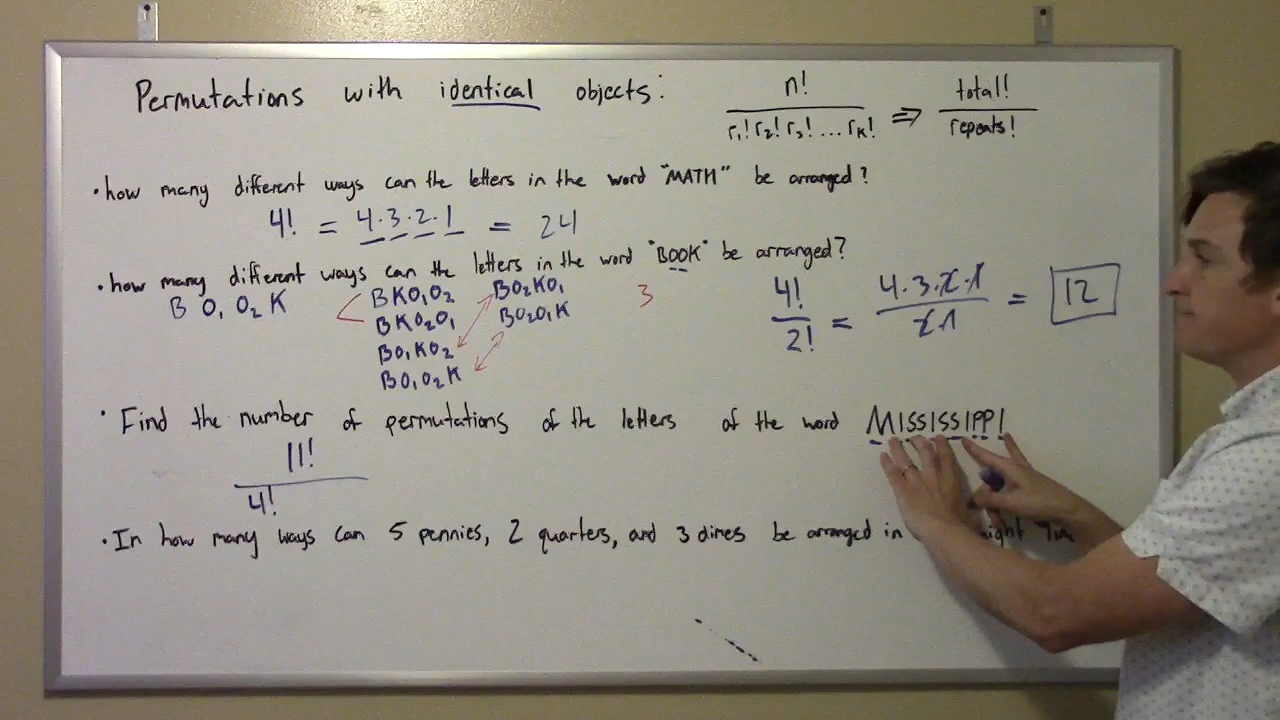 Permutations with identical objects:
n!
r₁! r₂! r₃! ... rₖ!
⇒
total!
repeats!
• how many different ways can the letters in the word "MATH" be arranged?
4! = 4·3·2·1 = 24
• how many different ways can the letters in the word "BOOK" be arranged?
B O₁ O₂ K
BKO₁O₂
BKO₂O₁
BO₁KO₂
BO₁O₂K
BO₂KO₁
BO₂O₁K
3
4!
2!
=
4·3·2·1
2·1
= 12
• Find the number of permutations of the letters of the word MISSISSIPPI
11!
4!
• In how many ways can 5 pennies, 2 quarters, and 3 dimes be arranged in